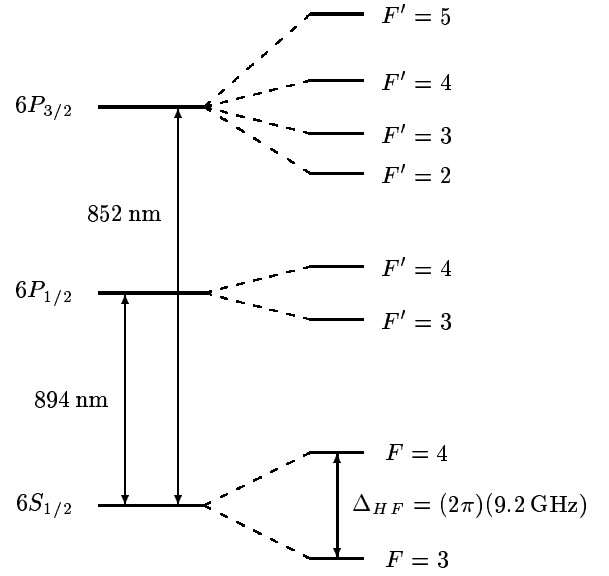 F′ = 5
F′ = 4
6P3/2
F′ = 3
F′ = 2
852 nm
F′ = 4
6P1/2
F′ = 3
894 nm
F = 4
6S1/2
ΔHF = (2π)(9.2 GHz)
F = 3